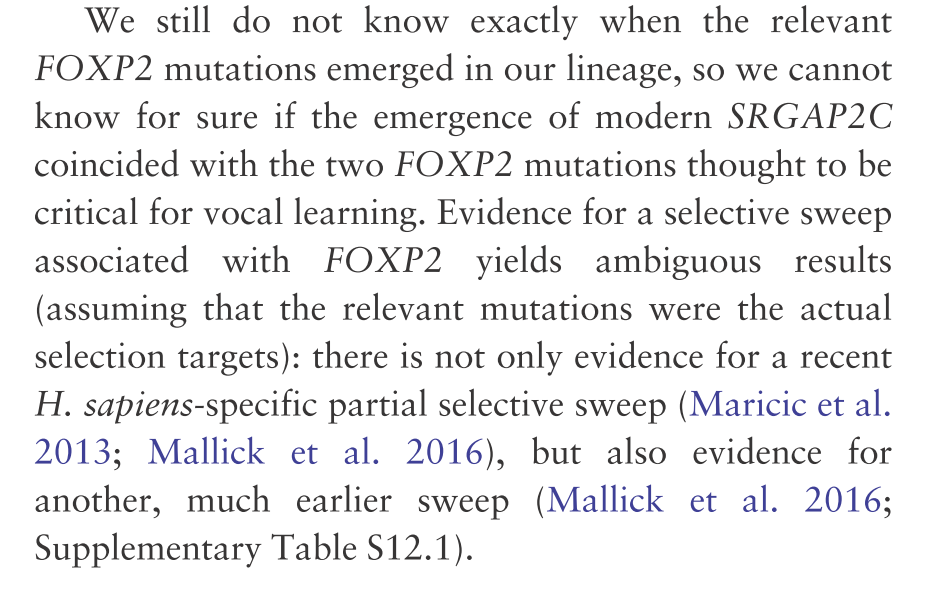 We still do not know exactly when the relevant
FOXP2 mutations emerged in our lineage, so we cannot
know for sure if the emergence of modern SRGAP2C
coincided with the two FOXP2 mutations thought to be
critical for vocal learning. Evidence for a selective sweep
associated with FOXP2 yields ambiguous results
(assuming that the relevant mutations were the actual
selection targets): there is not only evidence for a recent
H. sapiens-specific partial selective sweep (Maricic et al.
2013; Mallick et al. 2016), but also evidence for
another, much earlier sweep (Mallick et al. 2016;
Supplementary Table S12.1).